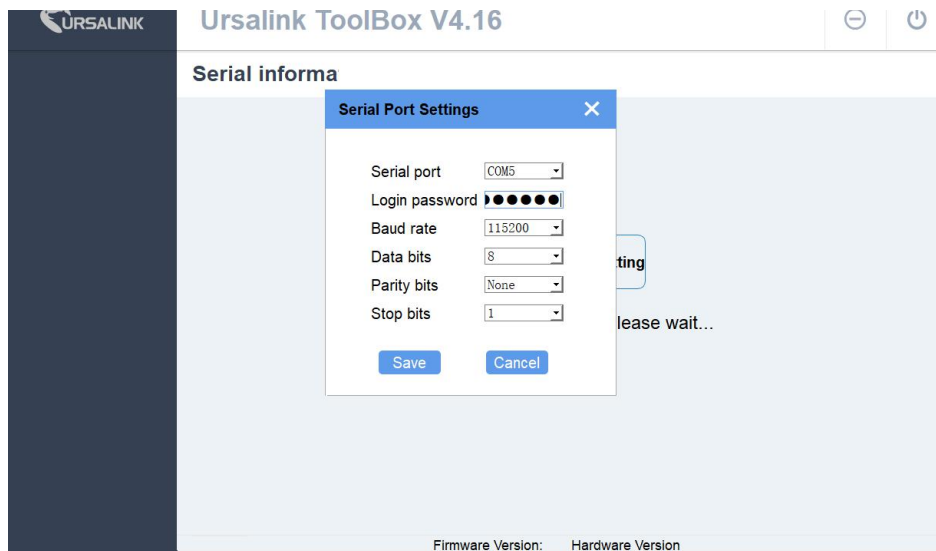 URSALINK
Ursalink ToolBox V4.16
Serial informa
Serial Port Settings
Serial port COM5
Login password ●●●●●●
Baud rate 115200
Data bits 8
ting
Parity bits None
Stop bits 1
lease wait...
Save Cancel
Firmware Version: Hardware Version